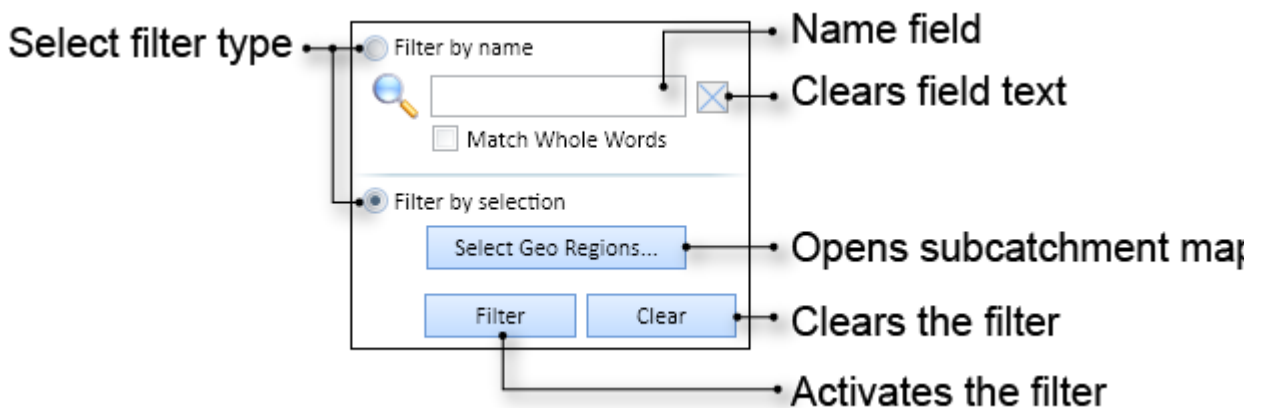 Select filter type
Filter by name
Name field
Clears field text
Match Whole Words
Filter by selection
Select Geo Regions...
Opens subcatchment map
Filter
Clear
Clears the filter
Activates the filter